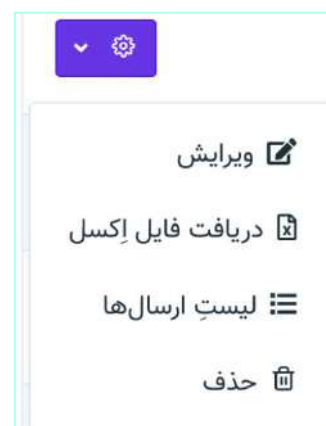 ویرایش
دریافت فایل اِکسل
لیستِ ارسال‌ها
حذف